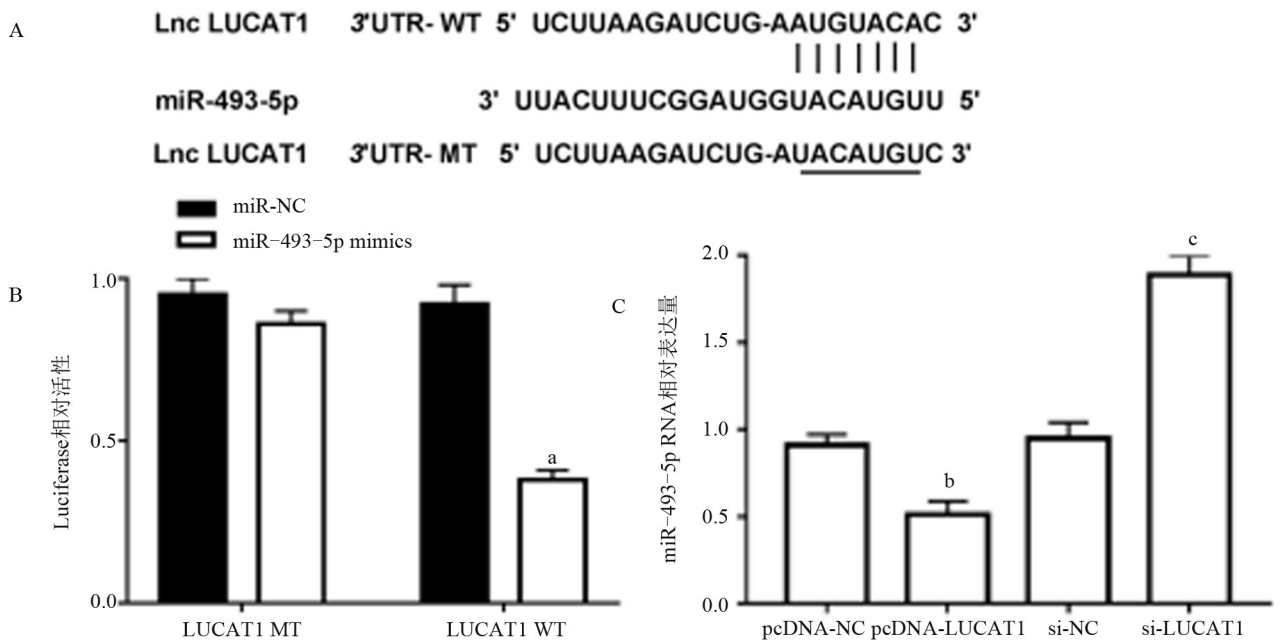 A
Lnc LUCAT1 3'UTR- WT 5' UCUUAAGAUCUG-AAUGUACAC 3'
miR-493-5p 3' UUACUUUCGGAUGGUACAUGUU 5'
Lnc LUCAT1 3'UTR- MT 5' UCUUAAGAUCUG-AUACAUGUC 3'
miR-NC
miR−493−5p mimics
B
Luciferase相对活性
1.0
0.5
0.0
a
LUCAT1 MT
LUCAT1 WT
C
miR−493−5p RNA相对表达量
2.0
1.5
1.0
0.5
0.0
b
c
pcDNA-NC
pcDNA-LUCAT1
si-NC
si-LUCAT1